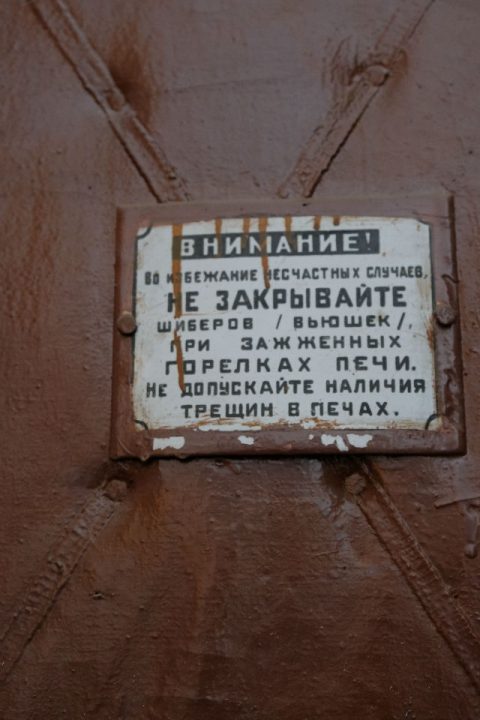 ВНИМАНИЕ!
ВО ИЗБЕЖАНИЕ НЕСЧАСТНЫХ СЛУЧАЕВ,
НЕ ЗАКРЫВАЙТЕ
ШИБЕРОВ /ВЬЮШЕК/,
ПРИ ЗАЖЖЕННЫХ
ГОРЕЛКАХ ПЕЧИ.
НЕ ДОПУСКАЙТЕ НАЛИЧИЯ
ТРЕЩИН В ПЕЧАХ.